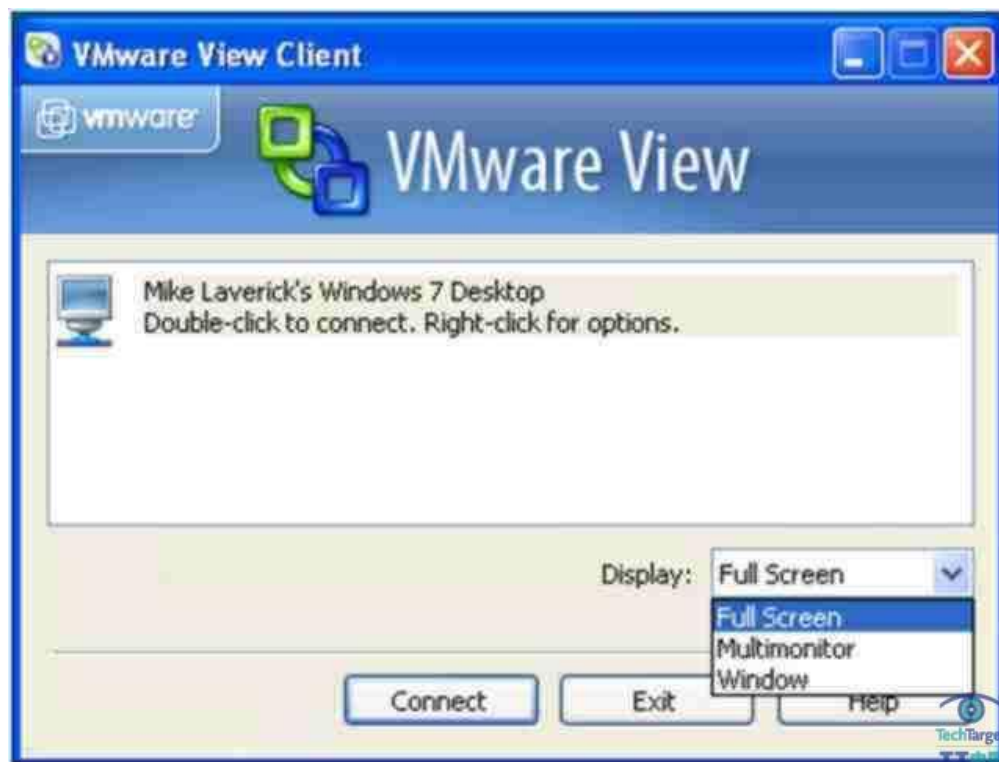 VMware View Client
vmware
VMware View
Mike Laverick's Windows 7 Desktop
Double-click to connect. Right-click for options.
Display: Full Screen
Full Screen
Multimonitor
Window
Connect Exit Help
TechTarge